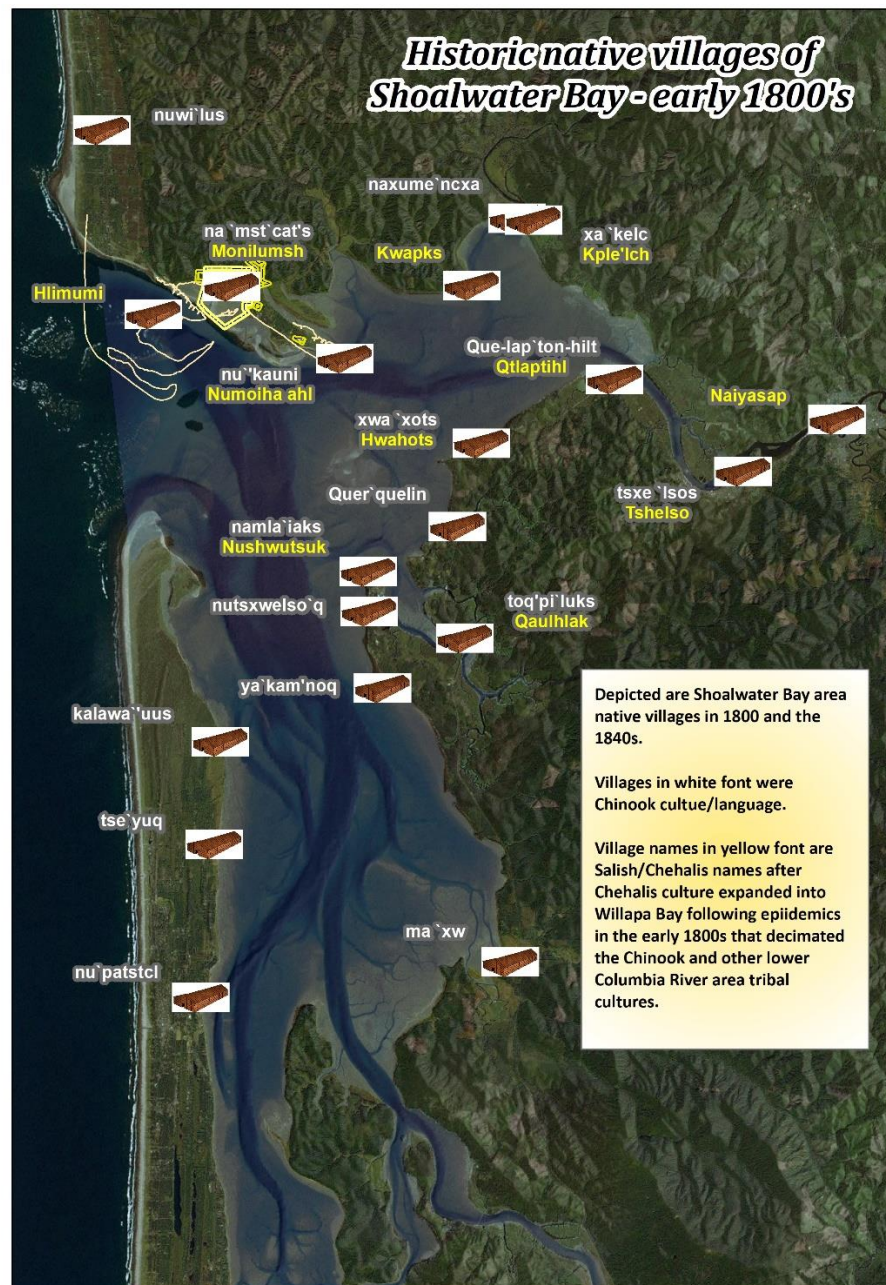 Historic native villages of
Shoalwater Bay - early 1800's
nuwi`lus
naxume`ncxa
na `mst`cat's
Monilumsh
xa `kelc
Kple'lch
Kwapks
Hlimumi
Que-lap`ton-hilt
Qtlaptihl
nu`'kauni
Numoiha ahl
Naiyasap
xwa `xots
Hwahots
tsxe `lsos
Tshelso
Quer`quelin
namla`iaks
Nushwutsuk
nutsxwelso`q
toq'pi`luks
Qaulhlak
ya`kam'noq
kalawa`'uus
tse`yuq
ma `xw
nu`patstcl
Depicted are Shoalwater Bay area
native villages in 1800 and the
1840s.
Villages in white font were
Chinook cultue/language.
Village names in yellow font are
Salish/Chehalis names after
Chehalis culture expanded into
Willapa Bay following epiidemics
in the early 1800s that decimated
the Chinook and other lower
Columbia River area tribal
cultures.